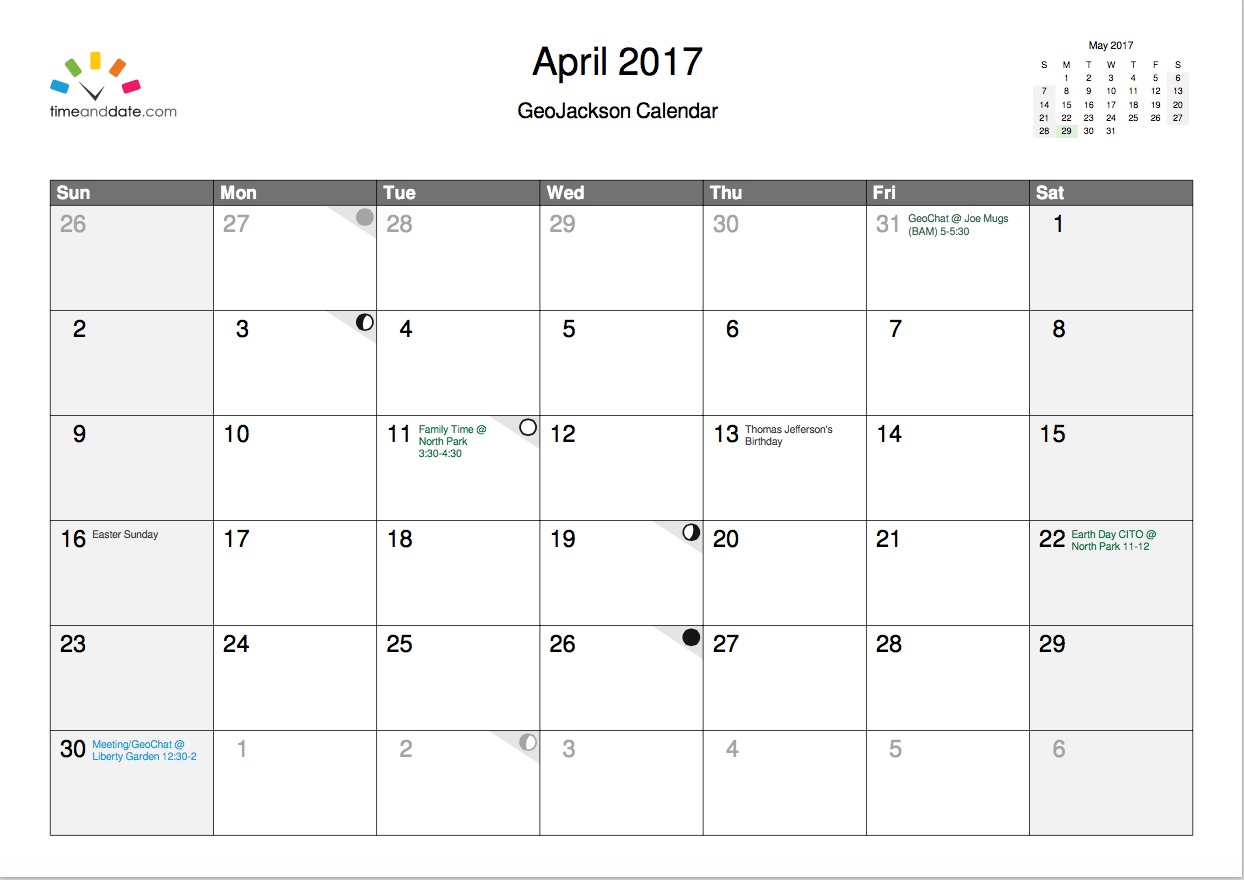 timeanddate.com
April 2017
GeoJackson Calendar
May 2017
S M T W T F S
1 2 3 4 5 6
7 8 9 10 11 12 13
14 15 16 17 18 19 20
21 22 23 24 25 26 27
28 29 30 31
Sun Mon Tue Wed Thu Fri Sat
26 27 28 29 30 31 GeoChat @ Joe Mugs 1
(BAM) 5-5:30
2 3 4 5 6 7 8
9 10 11 Family Time @ 12 13 Thomas Jefferson's 14 15
North Park Birthday
3:30-4:30
16 Easter Sunday 17 18 19 20 21 22 Earth Day CITO @
North Park 11-12
23 24 25 26 27 28 29
30 Meeting/GeoChat @ 1 2 3 4 5 6
Liberty Garden 12:30-2